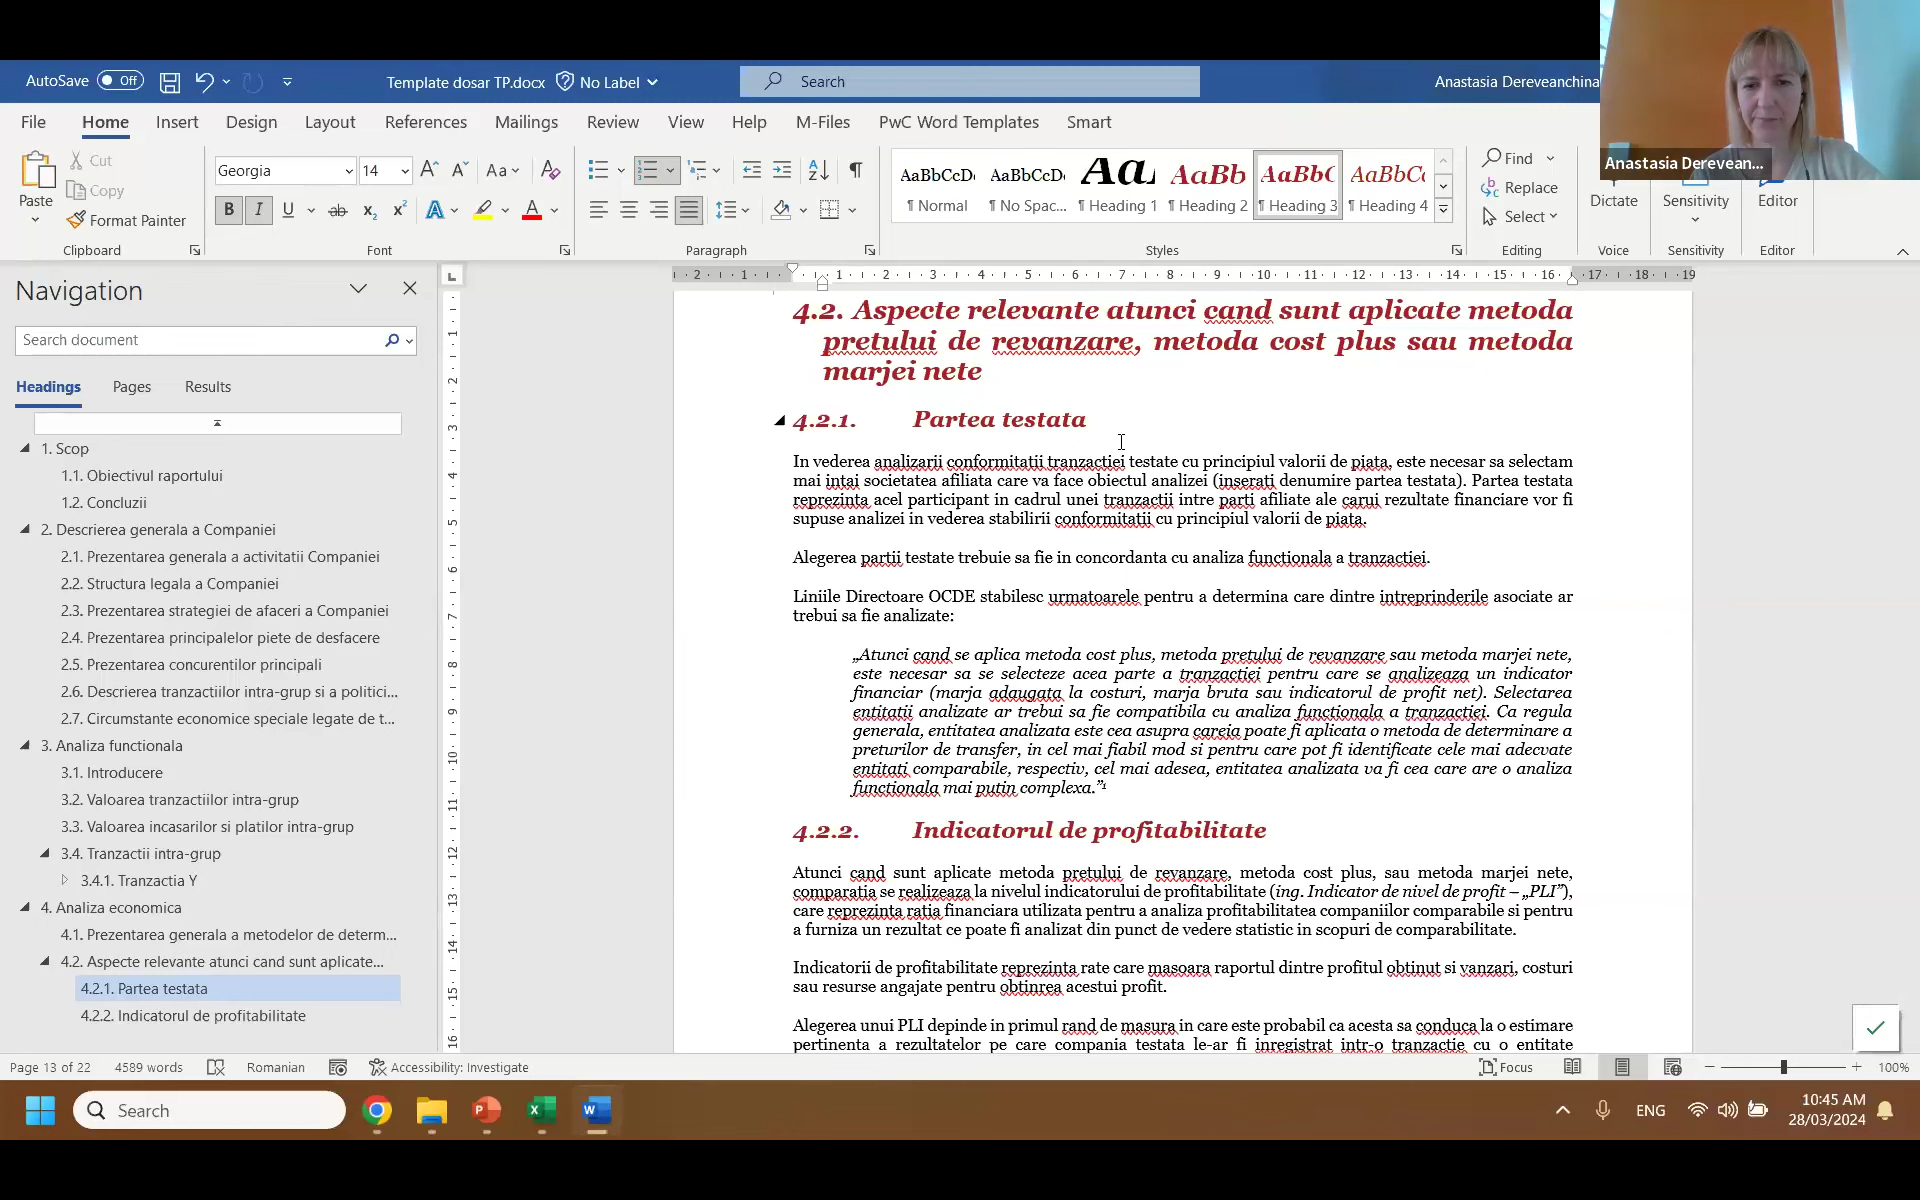 AutoSave Off Template dosar TP.docx No Label Search Anastasia Dereveanchina
File Home Insert Design Layout References Mailings Review View Help M-Files PwC Word Templates Smart
Anastasia Derevean...
Paste Cut Copy Format Painter
Georgia 14
AaBbCcDc AaBbCcDc AaI AaBb AaBbC AaBbCc
¶ Normal ¶ No Spac... ¶ Heading 1 ¶ Heading 2 ¶ Heading 3 ¶ Heading 4
Find Replace Select
Dictate Sensitivity Editor
Clipboard Font Paragraph Styles Editing Voice Sensitivity Editor
Navigation
Search document
Headings Pages Results
1. Scop
1.1. Obiectivul raportului
1.2. Concluzii
2. Descrierea generala a Companiei
2.1. Prezentarea generala a activitatii Companiei
2.2. Structura legala a Companiei
2.3. Prezentarea strategiei de afaceri a Companiei
2.4. Prezentarea principalelor piete de desfacere
2.5. Prezentarea concurentilor principali
2.6. Descrierea tranzactiilor intra-grup si a politici...
2.7. Circumstante economice speciale legate de t...
3. Analiza functionala
3.1. Introducere
3.2. Valoarea tranzactiilor intra-grup
3.3. Valoarea incasarilor si platilor intra-grup
3.4. Tranzactii intra-grup
3.4.1. Tranzactia Y
4. Analiza economica
4.1. Prezentarea generala a metodelor de determ...
4.2. Aspecte relevante atunci cand sunt aplicate...
4.2.1. Partea testata
4.2.2. Indicatorul de profitabilitate
4.2. Aspecte relevante atunci cand sunt aplicate metoda
pretului de revanzare, metoda cost plus sau metoda
marjei nete
4.2.1. Partea testata
In vederea analizarii conformitatii tranzactiei testate cu principiul valorii de piata, este necesar sa selectam
mai intai societatea afiliata care va face obiectul analizei (inserati denumire partea testata). Partea testata
reprezinta acel participant in cadrul unei tranzactii intre parti afiliate ale carui rezultate financiare vor fi
supuse analizei in vederea stabilirii conformitatii cu principiul valorii de piata.
Alegerea partii testate trebuie sa fie in concordanta cu analiza functionala a tranzactiei.
Liniile Directoare OCDE stabilesc urmatoarele pentru a determina care dintre intreprinderile asociate ar
trebui sa fie analizate:
„Atunci cand se aplica metoda cost plus, metoda pretului de revanzare sau metoda marjei nete,
este necesar sa se selecteze acea parte a tranzactiei pentru care se analizeaza un indicator
financiar (marja adaugata la costuri, marja bruta sau indicatorul de profit net). Selectarea
entitatii analizate ar trebui sa fie compatibila cu analiza functionala a tranzactiei. Ca regula
generala, entitatea analizata este cea asupra careia poate fi aplicata o metoda de determinare a
preturilor de transfer, in cel mai fiabil mod si pentru care pot fi identificate cele mai adecvate
entitati comparabile, respectiv, cel mai adesea, entitatea analizata va fi cea care are o analiza
functionala mai putin complexa.”¹
4.2.2. Indicatorul de profitabilitate
Atunci cand sunt aplicate metoda pretului de revanzare, metoda cost plus, sau metoda marjei nete,
comparatia se realizeaza la nivelul indicatorului de profitabilitate (ing. Indicator de nivel de profit – „PLI”),
care reprezinta ratia financiara utilizata pentru a analiza profitabilitatea companiilor comparabile si pentru
a furniza un rezultat ce poate fi analizat din punct de vedere statistic in scopuri de comparabilitate.
Indicatorii de profitabilitate reprezinta rate care masoara raportul dintre profitul obtinut si vanzari, costuri
sau resurse angajate pentru obtinrea acestui profit.
Alegerea unui PLI depinde in primul rand de masura in care este probabil ca acesta sa conduca la o estimare
pertinenta a rezultatelor pe care compania testata le-ar fi inregistrat intr-o tranzactie cu o entitate
Page 13 of 22 4589 words Romanian Accessibility: Investigate Focus 100%
Search ENG 10:45 AM
28/03/2024